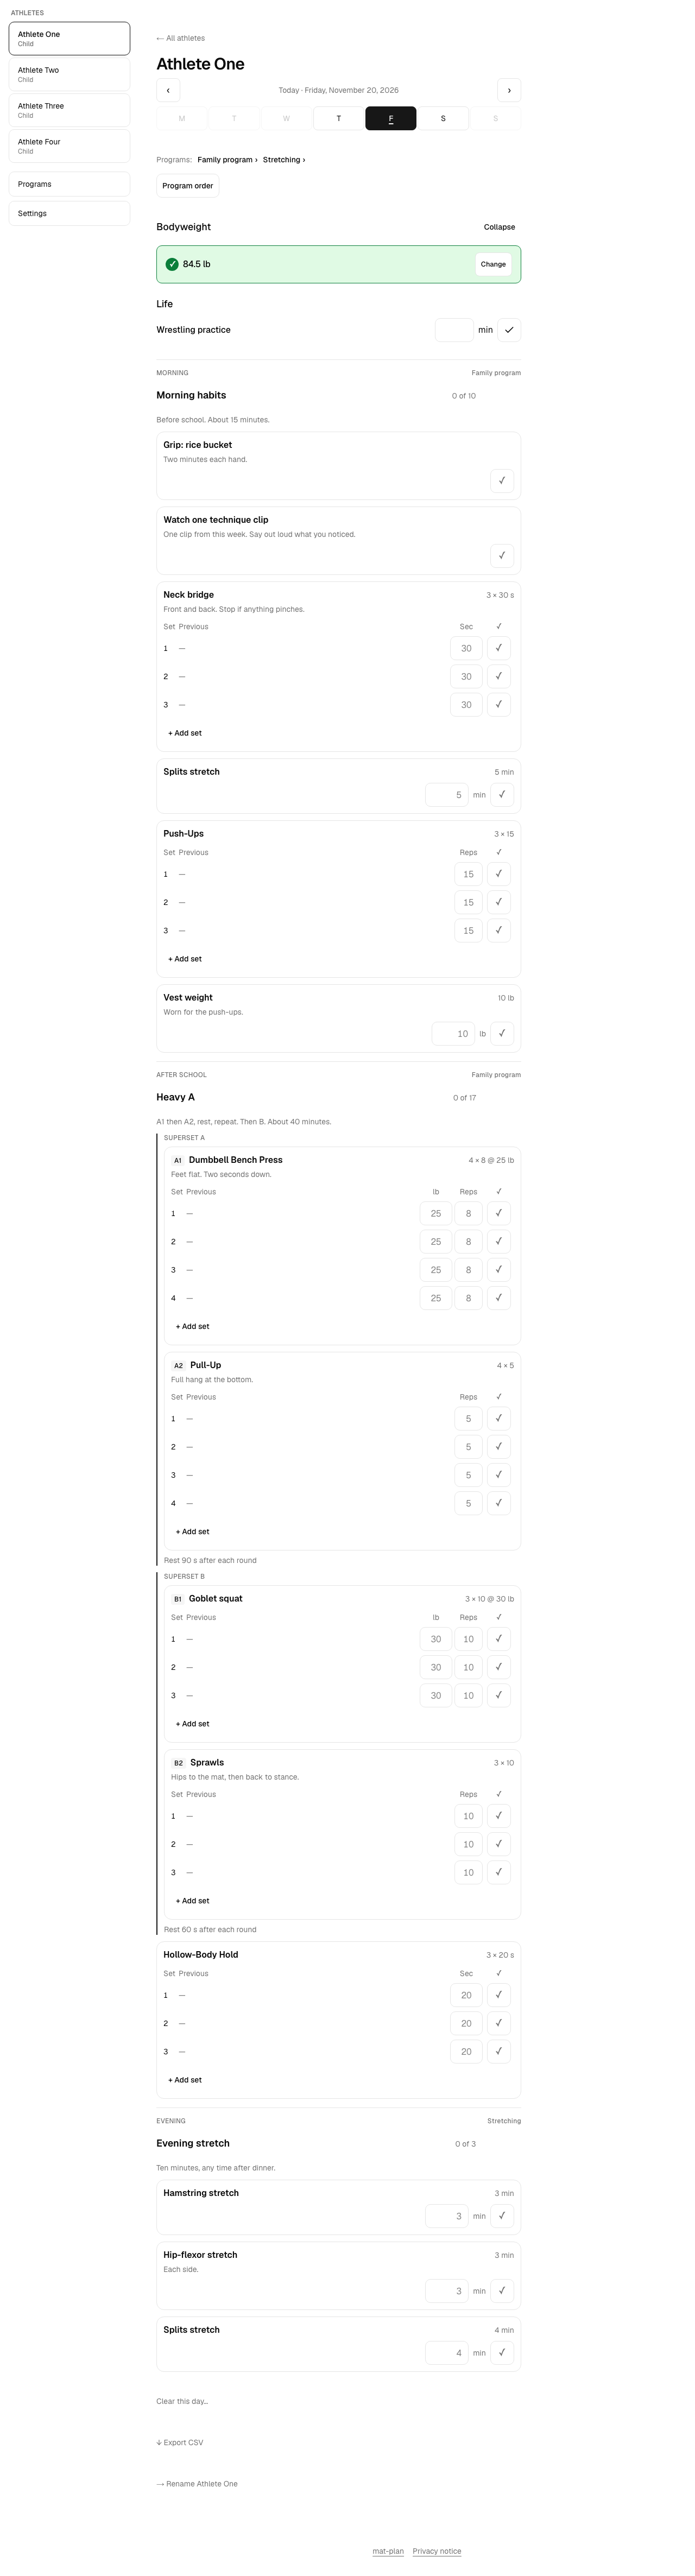 ATHLETES
Athlete One
Child
Athlete Two
Child
Athlete Three
Child
Athlete Four
Child
Programs
Settings
← All athletes
Athlete One
‹ Today · Friday, November 20, 2026 ›
M T W T F S S
Programs: Family program › Stretching ›
Program order
Bodyweight Collapse
✓ 84.5 lb Change
Life
Wrestling practice min ✓
MORNING Family program
Morning habits 0 of 10
Before school, About 15 minutes.
Grip: rice bucket
Two minutes each hand.
✓
Watch one technique clip
One clip from this week. Say out loud what you noticed.
✓
Neck bridge 3 × 30 s
Front and back. Stop if anything pinches.
Set Previous Sec ✓
1 — 30 ✓
2 — 30 ✓
3 — 30 ✓
+ Add set
Splits stretch 5 min
5 min ✓
Push-Ups 3 × 15
Set Previous Reps ✓
1 — 15 ✓
2 — 15 ✓
3 — 15 ✓
+ Add set
Vest weight 10 lb
Worn for the push-ups.
10 lb ✓
AFTER SCHOOL Family program
Heavy A 0 of 17
A1 then A2, rest, repeat. Then B. About 40 minutes.
SUPERSET A
A1 Dumbbell Bench Press 4 × 8 @ 25 lb
Feet flat. Two seconds down.
Set Previous lb Reps ✓
1 — 25 8 ✓
2 — 25 8 ✓
3 — 25 8 ✓
4 — 25 8 ✓
+ Add set
A2 Pull-Up 4 × 5
Full hang at the bottom.
Set Previous Reps ✓
1 — 5 ✓
2 — 5 ✓
3 — 5 ✓
4 — 5 ✓
+ Add set
Rest 90 s after each round
SUPERSET B
B1 Goblet squat 3 × 10 @ 30 lb
Set Previous lb Reps ✓
1 — 30 10 ✓
2 — 30 10 ✓
3 — 30 10 ✓
+ Add set
B2 Sprawls 3 × 10
Hips to the mat, then back to stance.
Set Previous Reps ✓
1 — 10 ✓
2 — 10 ✓
3 — 10 ✓
+ Add set
Rest 60 s after each round
Hollow-Body Hold 3 × 20 s
Set Previous Sec ✓
1 — 20 ✓
2 — 20 ✓
3 — 20 ✓
+ Add set
EVENING Stretching
Evening stretch 0 of 3
Ten minutes, any time after dinner.
Hamstring stretch 3 min
3 min ✓
Hip-flexor stretch 3 min
Each side.
3 min ✓
Splits stretch 4 min
4 min ✓
Clear this day…
↓ Export CSV
→ Rename Athlete One
mat-plan Privacy notice